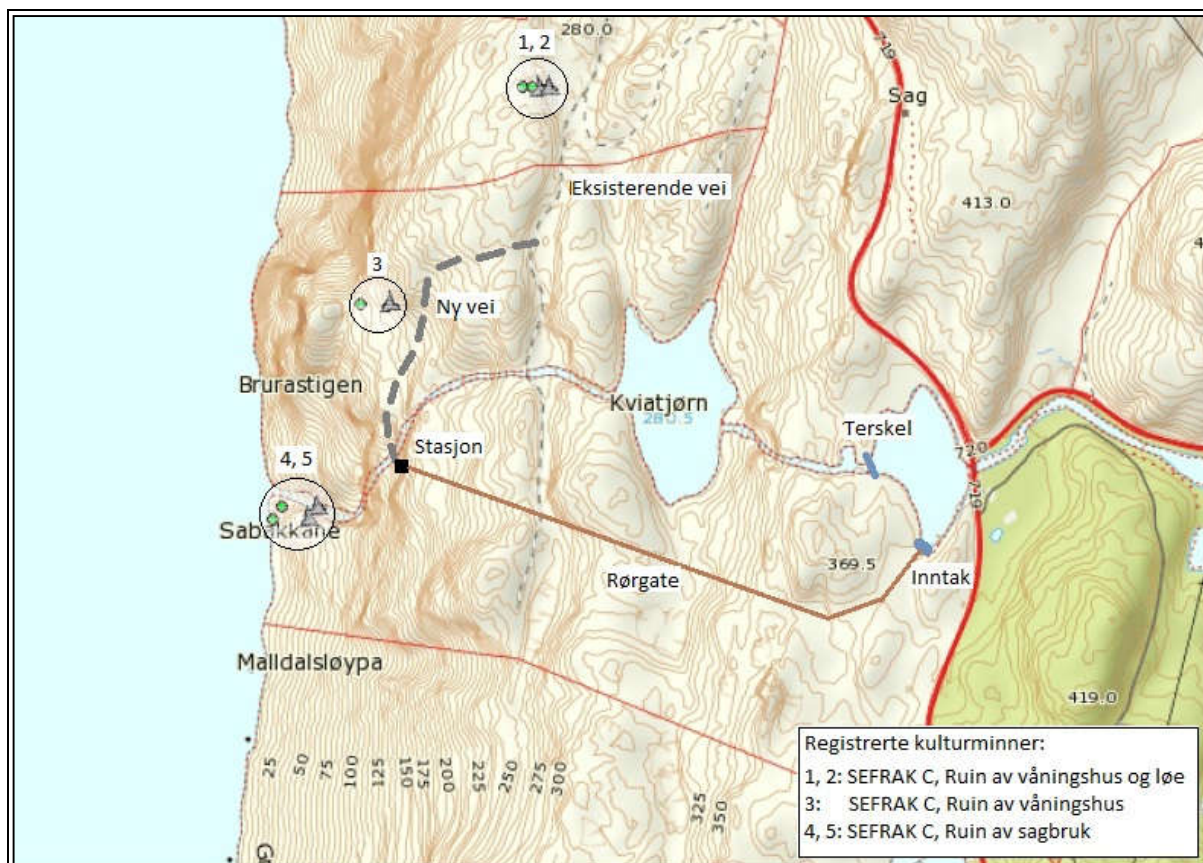 280.0
1, 2
719
Sag
Eksisterende vei
413.0
3
Ny vei
Brurastigen
Kviatjørn
280.5
Terskel
Stasjon
720
719
4, 5
Sabakkane
Rørgate
369.5
Inntak
Malldalsløypa
419.0
25
50
75
100
125
150
175
200
225
250
275
300
325
350
Registrerte kulturminner:
1, 2: SEFRAK C, Ruin av våningshus og løe
3: SEFRAK C, Ruin av våningshus
4, 5: SEFRAK C, Ruin av sagbruk